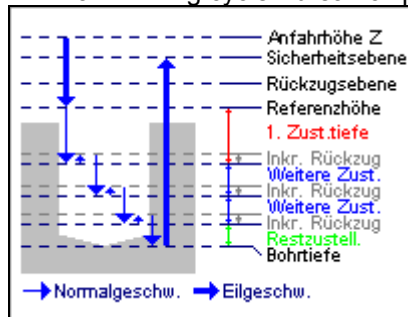 Anfahrhöhe Z
Sicherheitsebene
Rückzugsebene
Referenzhöhe
1. Zust.tiefe
Inkr. Rückzug
Weitere Zust.
Inkr. Rückzug
Weitere Zust.
Inkr. Rückzug
Restzustell.
Bohrtiefe
Normalgeschw. Eilgeschw.